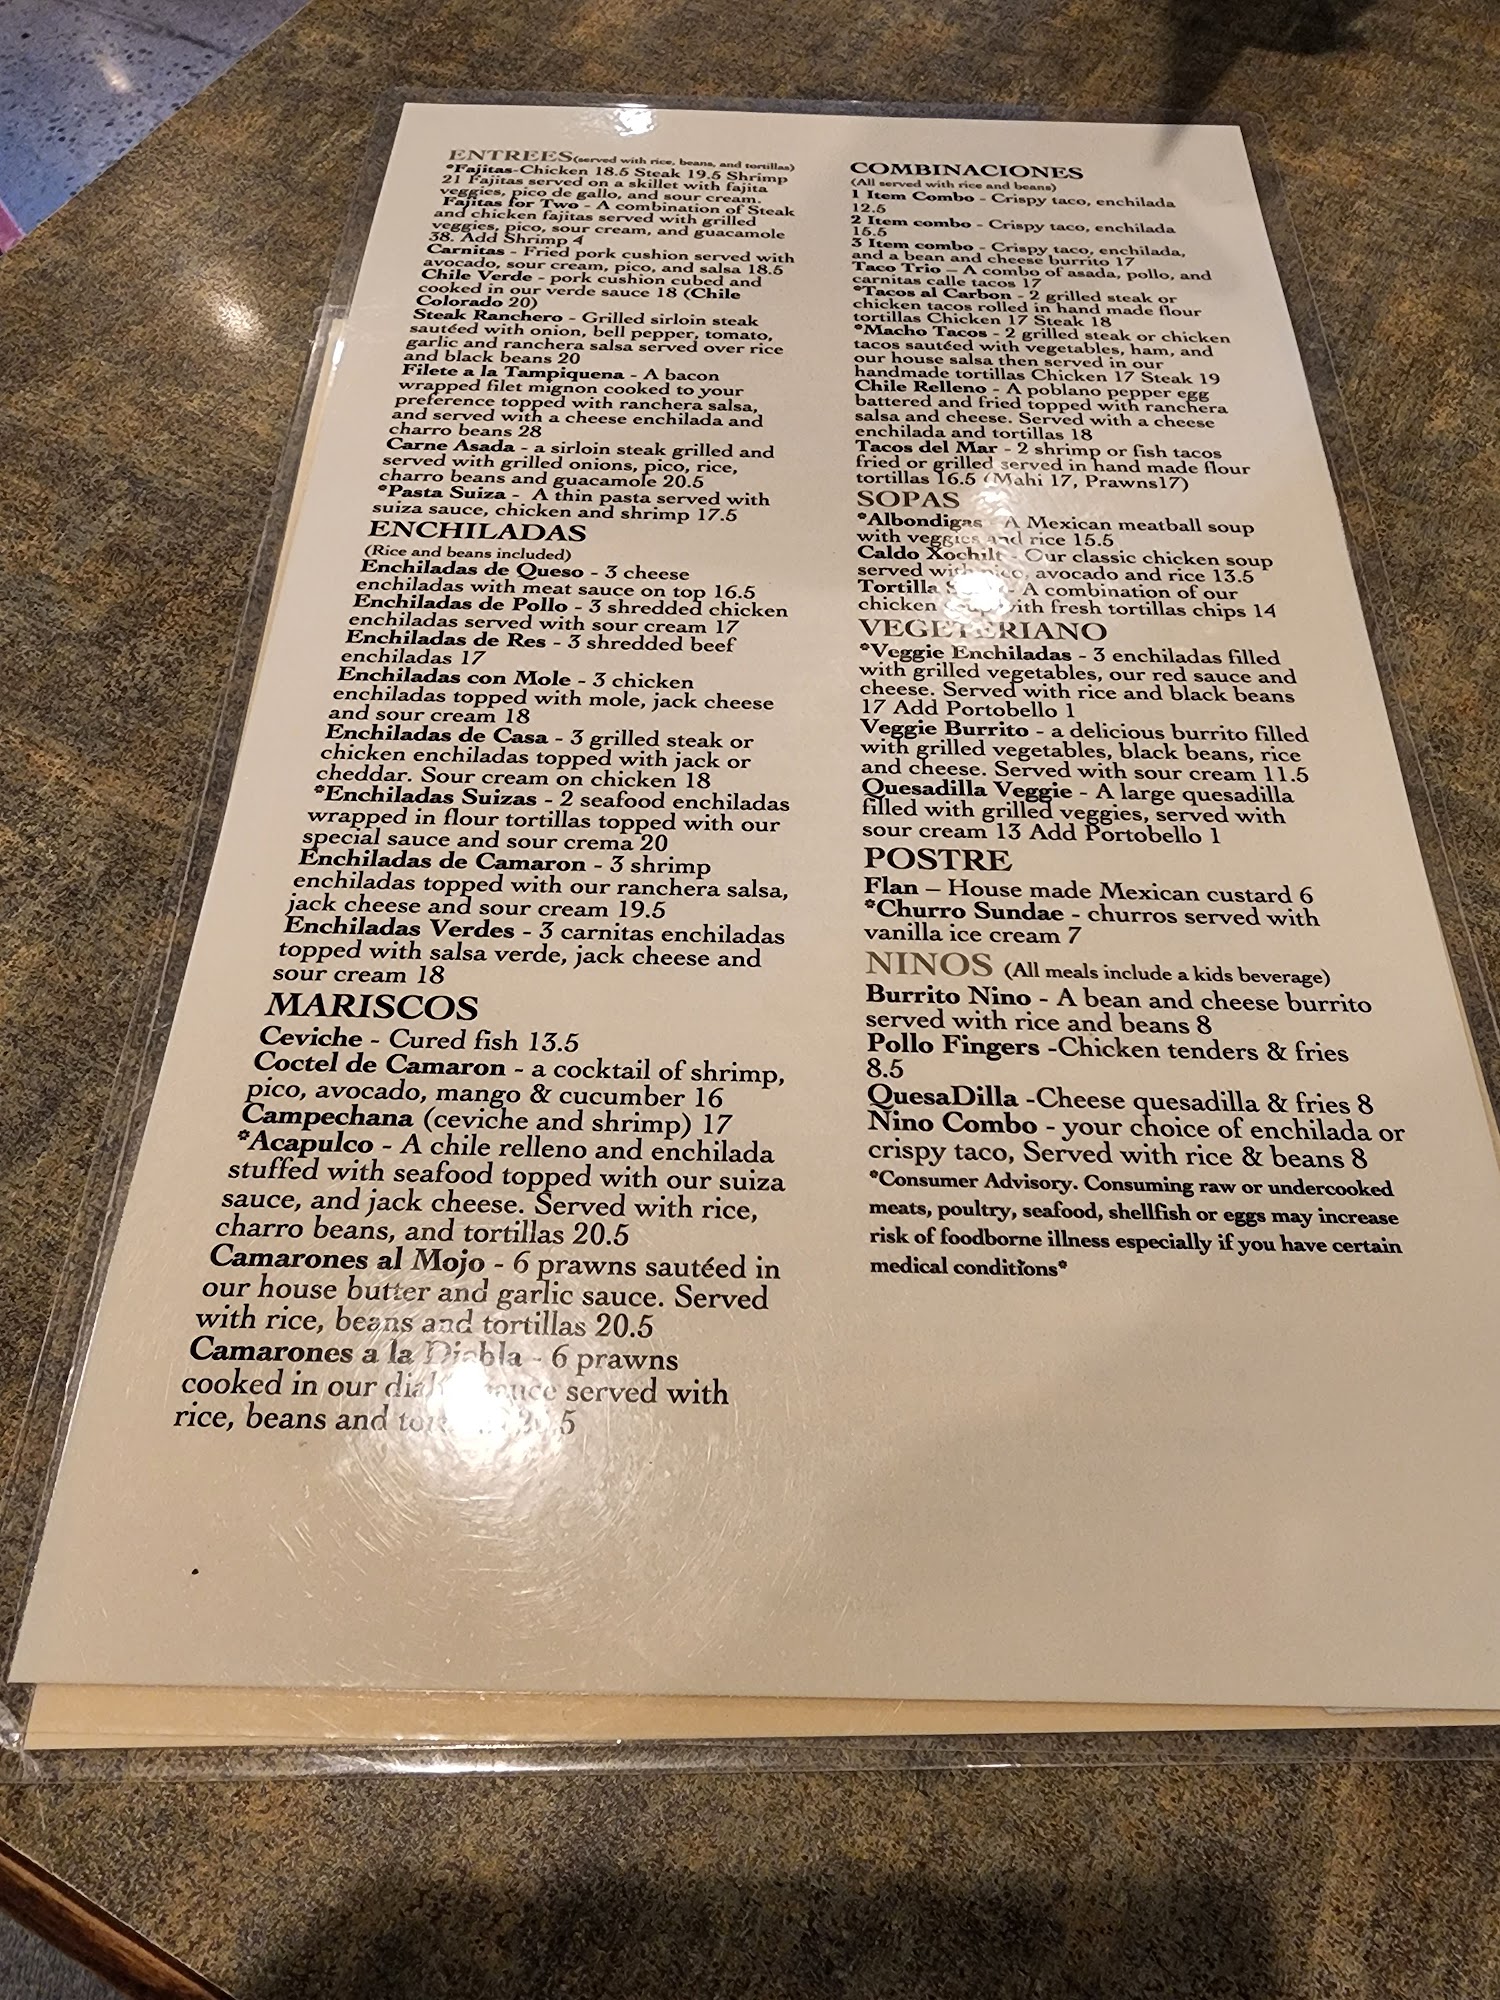 ENTREES(served with rice, beans, and tortillas)
*Fajitas-Chicken 18.5 Steak 19.5 Shrimp
21 Fajitas served on a skillet with fajita
veggies, pico de gallo, and sour cream.
Fajitas for Two - A combination of Steak
and chicken fajitas served with grilled
veggies, pico, sour cream, and guacamole
38. Add Shrimp 4
Carnitas - Fried pork cushion served with
avocado, sour cream, pico, and salsa 18.5
Chile Verde - pork cushion cubed and
cooked in our verde sauce 18 (Chile
Colorado 20)
Steak Ranchero - Grilled sirloin steak
sautéed with onion, bell pepper, tomato,
garlic and ranchera salsa served over rice
and black beans 20
Filete a la Tampiquena - A bacon
wrapped filet mignon cooked to your
preference topped with ranchera salsa,
and served with a cheese enchilada and
charro beans 28
Carne Asada - a sirloin steak grilled and
served with grilled onions, pico, rice,
charro beans and guacamole 20.5
*Pasta Suiza - A thin pasta served with
suiza sauce, chicken and shrimp 17.5
ENCHILADAS
(Rice and beans included)
Enchiladas de Queso - 3 cheese
enchiladas with meat sauce on top 16.5
Enchiladas de Pollo - 3 shredded chicken
enchiladas served with sour cream 17
Enchiladas de Res - 3 shredded beef
enchiladas 17
Enchiladas con Mole - 3 chicken
enchiladas topped with mole, jack cheese
and sour cream 18
Enchiladas de Casa - 3 grilled steak or
chicken enchiladas topped with jack or
cheddar. Sour cream on chicken 18
*Enchiladas Suizas - 2 seafood enchiladas
wrapped in flour tortillas topped with our
special sauce and sour crema 20
Enchiladas de Camaron - 3 shrimp
enchiladas topped with our ranchera salsa,
jack cheese and sour cream 19.5
Enchiladas Verdes - 3 carnitas enchiladas
topped with salsa verde, jack cheese and
sour cream 18
MARISCOS
Ceviche - Cured fish 13.5
Coctel de Camaron - a cocktail of shrimp,
pico, avocado, mango & cucumber 16
Campechana (ceviche and shrimp) 17
*Acapulco - A chile relleno and enchilada
stuffed with seafood topped with our suiza
sauce, and jack cheese. Served with rice,
charro beans, and tortillas 20.5
Camarones al Mojo - 6 prawns sautéed in
our house butter and garlic sauce. Served
with rice, beans and tortillas 20.5
Camarones a la Diabla - 6 prawns
cooked in our served with
rice, beans and
COMBINACIONES
(All served with rice and beans)
1 Item Combo - Crispy taco, enchilada
12.5
2 Item combo - Crispy taco, enchilada
15.5
3 Item combo - Crispy taco, enchilada,
and a bean and cheese burrito 17
Taco Trio – A combo of asada, pollo, and
carnitas calle tacos 17
*Tacos al Carbon - 2 grilled steak or
chicken tacos rolled in hand made flour
tortillas Chicken 17 Steak 18
*Macho Tacos - 2 grilled steak or chicken
tacos sautéed with vegetables, ham, and
our house salsa then served in our
handmade tortillas Chicken 17 Steak 19
Chile Relleno - A poblano pepper egg
battered and fried topped with ranchera
salsa and cheese. Served with a cheese
enchilada and tortillas 18
Tacos del Mar - 2 shrimp or fish tacos
fried or grilled served in hand made flour
tortillas 16.5 (Mahi 17, Prawns17)
SOPAS
*Albondigas - A Mexican meatball soup
with veggies and rice 15.5
Caldo Xochilt - Our classic chicken soup
served with pico, avocado and rice 13.5
Tortilla - A combination of our
chicken soup with fresh tortillas chips 14
VEGETERIANO
*Veggie Enchiladas - 3 enchiladas filled
with grilled vegetables, our red sauce and
cheese. Served with rice and black beans
17 Add Portobello 1
Veggie Burrito - a delicious burrito filled
with grilled vegetables, black beans, rice
and cheese. Served with sour cream 11.5
Quesadilla Veggie - A large quesadilla
filled with grilled veggies, served with
sour cream 13 Add Portobello 1
POSTRE
Flan – House made Mexican custard 6
*Churro Sundae - churros served with
vanilla ice cream 7
NINOS (All meals include a kids beverage)
Burrito Nino - A bean and cheese burrito
served with rice and beans 8
Pollo Fingers -Chicken tenders & fries
8.5
QuesaDilla -Cheese quesadilla & fries 8
Nino Combo - your choice of enchilada or
crispy taco, Served with rice & beans 8
*Consumer Advisory. Consuming raw or undercooked
meats, poultry, seafood, shellfish or eggs may increase
risk of foodborne illness especially if you have certain
medical conditions*